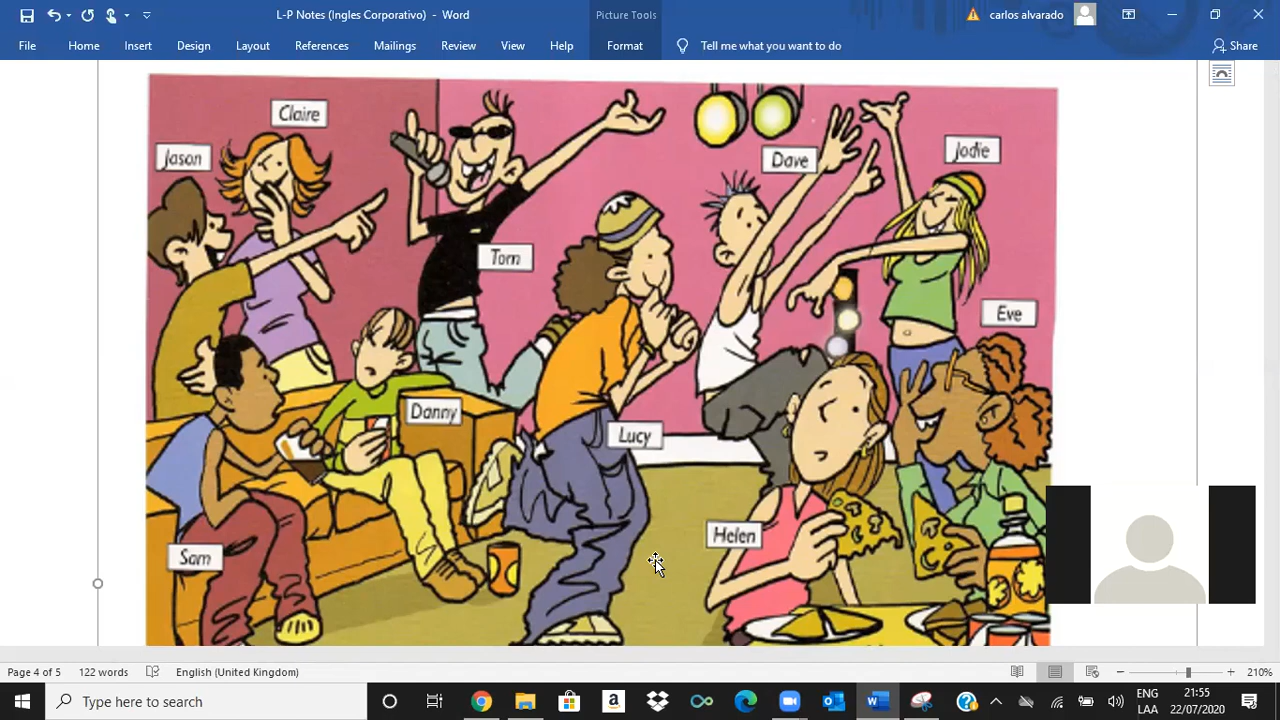 L-P Notes (Ingles Corporativo) - Word
Picture Tools
carlos alvarado
File
Home
Insert
Design
Layout
References
Mailings
Review
View
Help
Format
Tell me what you want to do
Share
Claire
Jason
Dave
Jodie
Tom
Eve
Danny
Lucy
Helen
Sam
Page 4 of 5
122 words
English (United Kingdom)
210%
Type here to search
ENG
LAA
21:55
22/07/2020